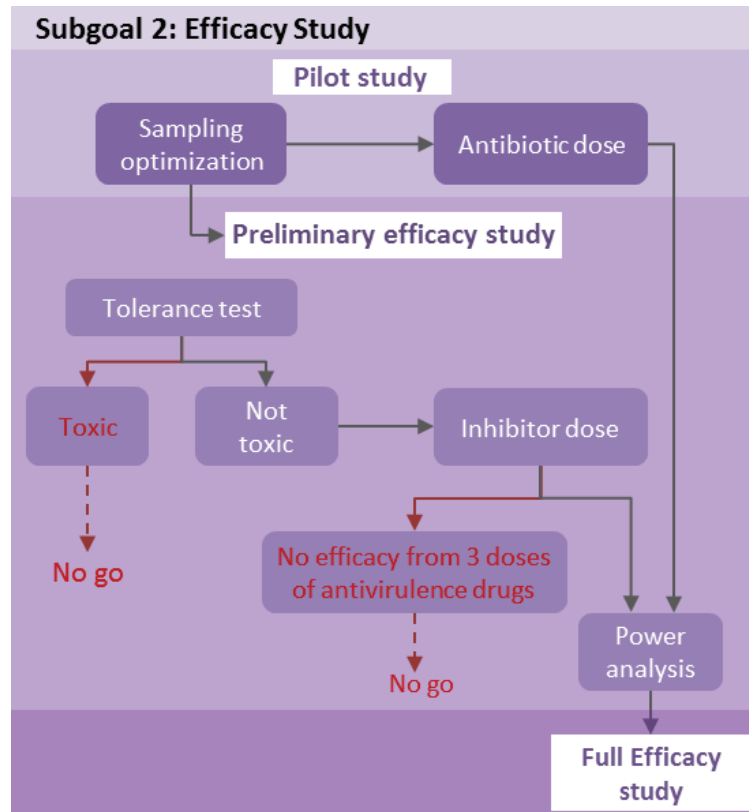 Subgoal 2: Efficacy Study
Pilot study
Sampling
optimization
Antibiotic dose
Preliminary efficacy study
Tolerance test
Toxic
Not
toxic
Inhibitor dose
No go
No efficacy from 3 doses
of antivirulence drugs
No go
Power
analysis
Full Efficacy
study